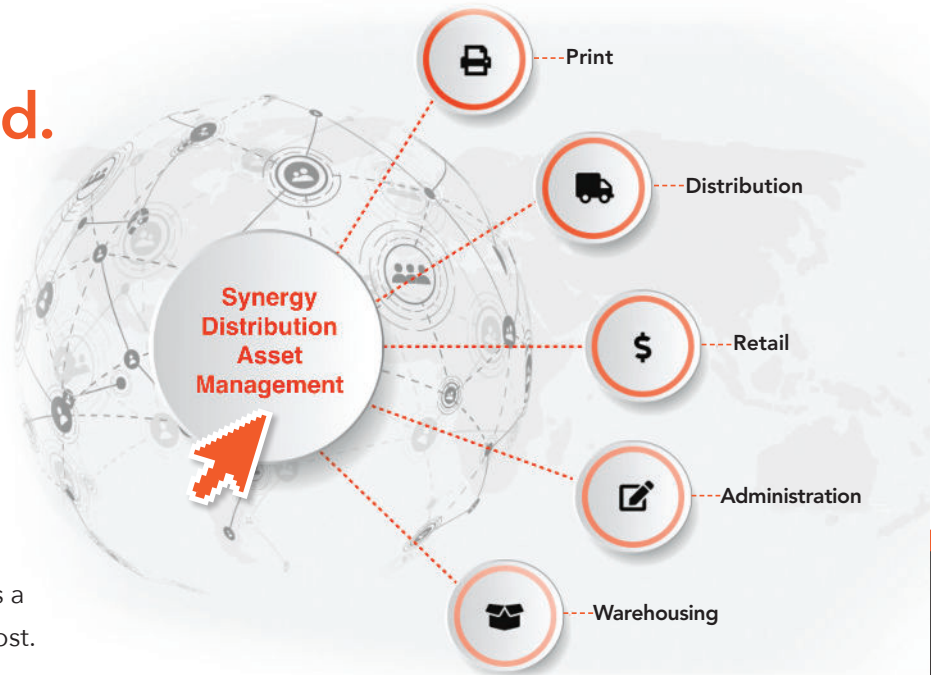 d.
Print
Distribution
Synergy
Distribution
Asset
Management
Retail
Administration
Warehousing
s a
ost.